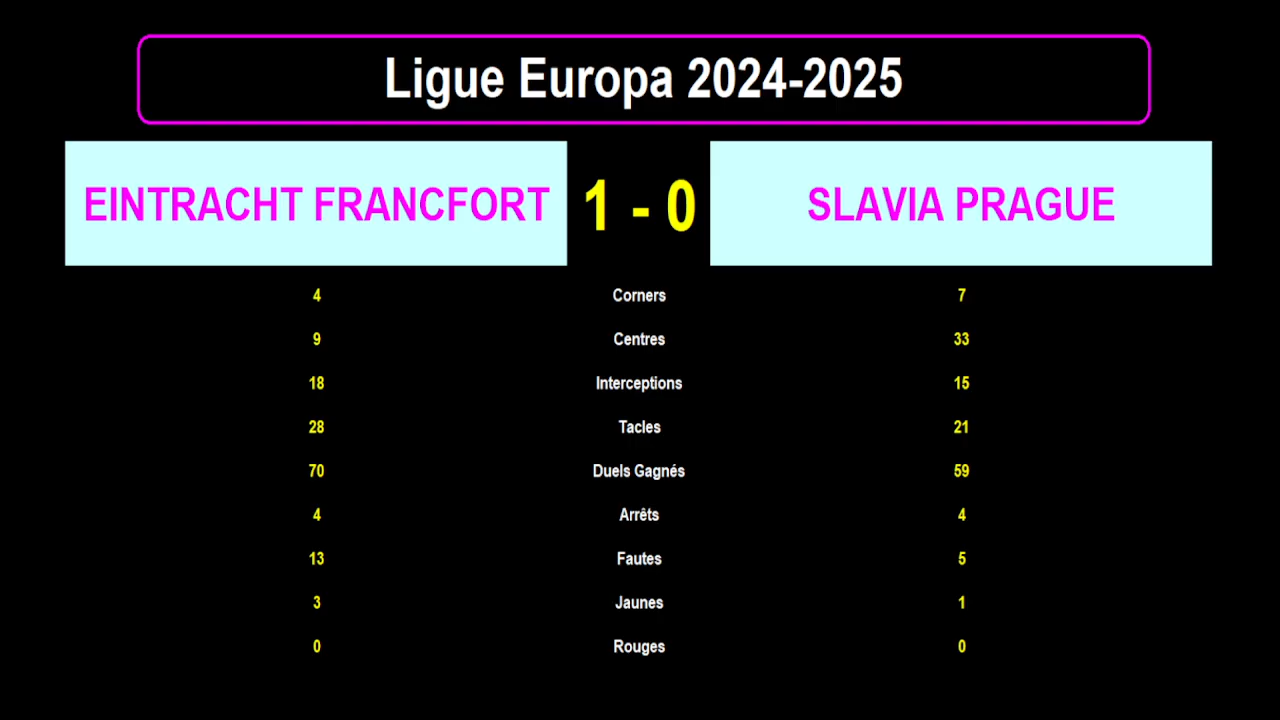 Ligue Europa 2024-2025
EINTRACHT FRANCFORT 1 - 0 SLAVIA PRAGUE
4 Corners 7
9 Centres 33
18 Interceptions 15
28 Tacles 21
70 Duels Gagnés 59
4 Arrêts 4
13 Fautes 5
3 Jaunes 1
0 Rouges 0